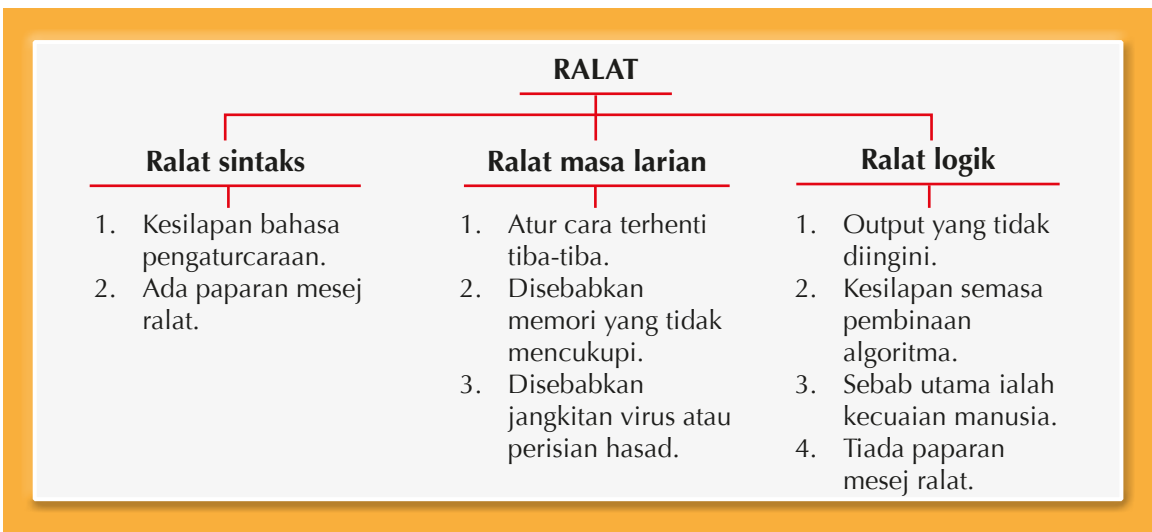 RALAT
Ralat sintaks
1. Kesilapan bahasa
pengaturcaraan.
2. Ada paparan mesej
ralat.
Ralat masa larian
1. Atur cara terhenti
tiba-tiba.
2. Disebabkan
memori yang tidak
mencukupi.
3. Disebabkan
jangkitan virus atau
perisian hasad.
Ralat logik
1. Output yang tidak
diingini.
2. Kesilapan semasa
pembinaan
algoritma.
3. Sebab utama ialah
kecuaian manusia.
4. Tiada paparan
mesej ralat.